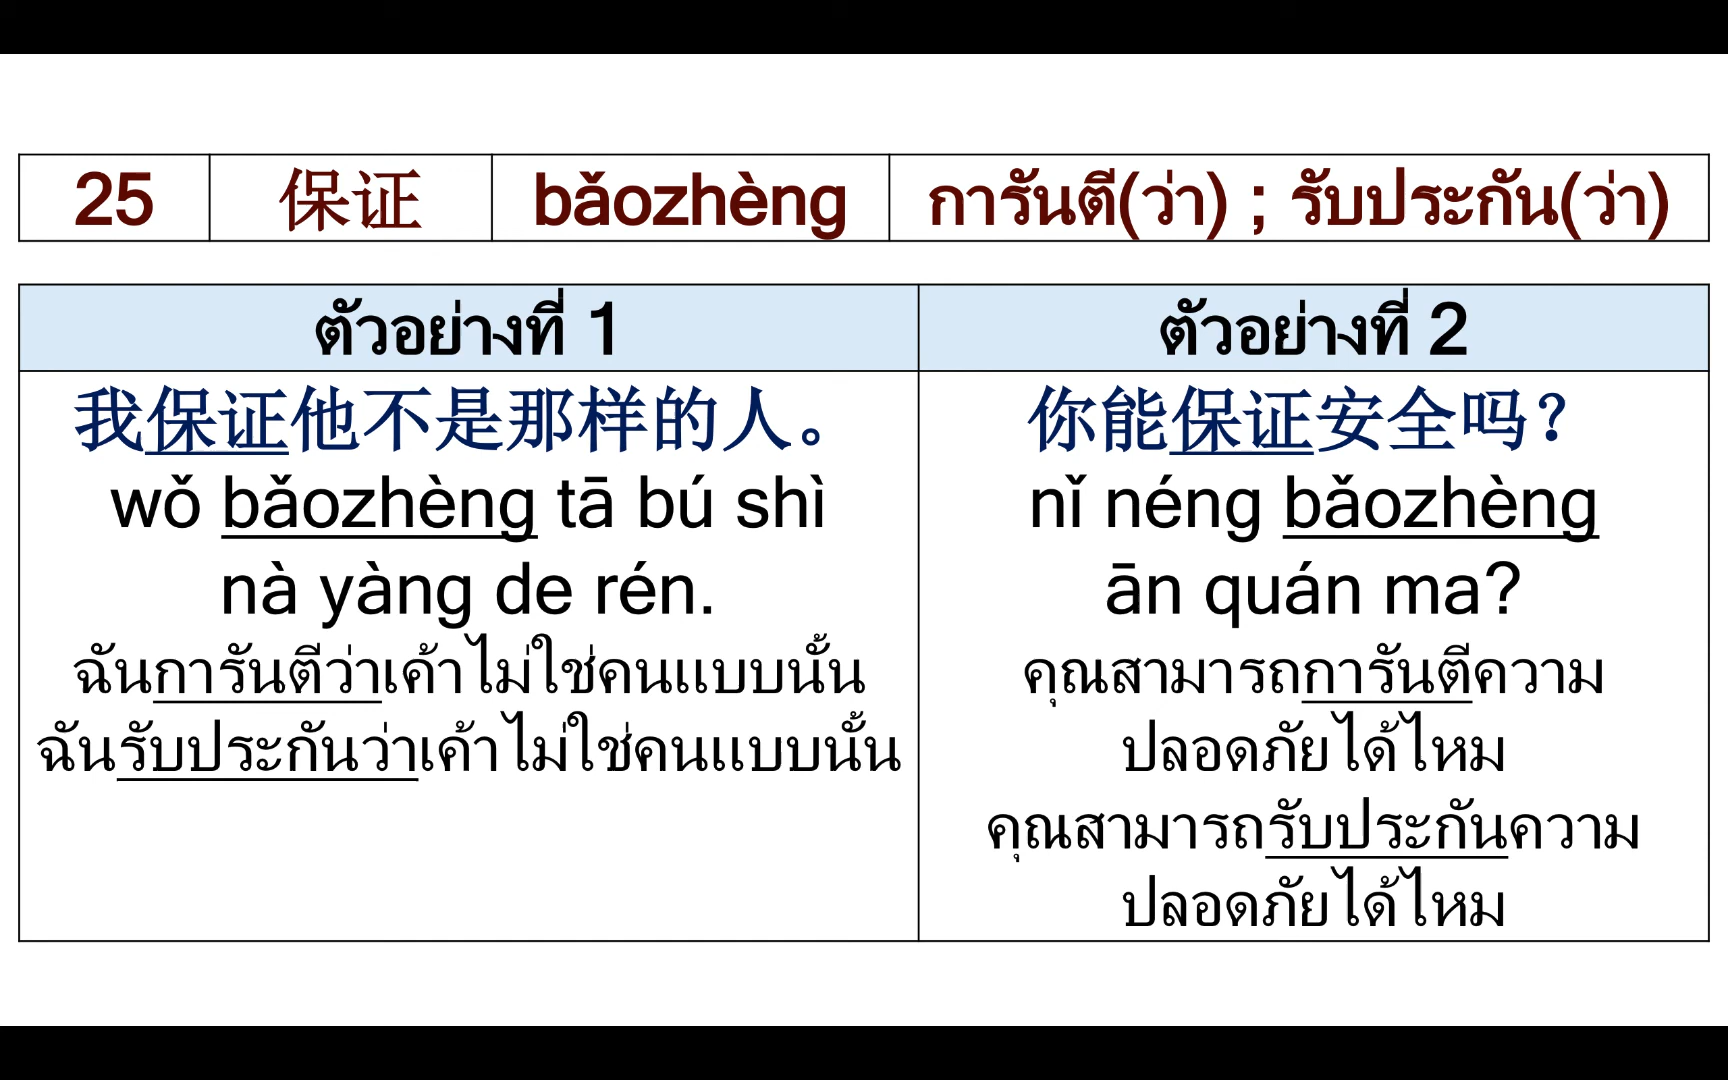 25 保证 bǎozhèng การันตี(ว่า) ; รับประกัน(ว่า)
ตัวอย่างที่ 1
我保证他不是那样的人。
wǒ bǎozhèng tā bú shì
nà yàng de rén.
ฉันการันตีว่าเค้าไม่ใช่คนแบบนั้น
ฉันรับประกันว่าเค้าไม่ใช่คนแบบนั้น
ตัวอย่างที่ 2
你能保证安全吗？
nǐ néng bǎozhèng
ān quán ma?
คุณสามารถการันตีความ
ปลอดภัยได้ไหม
คุณสามารถรับประกันความ
ปลอดภัยได้ไหม